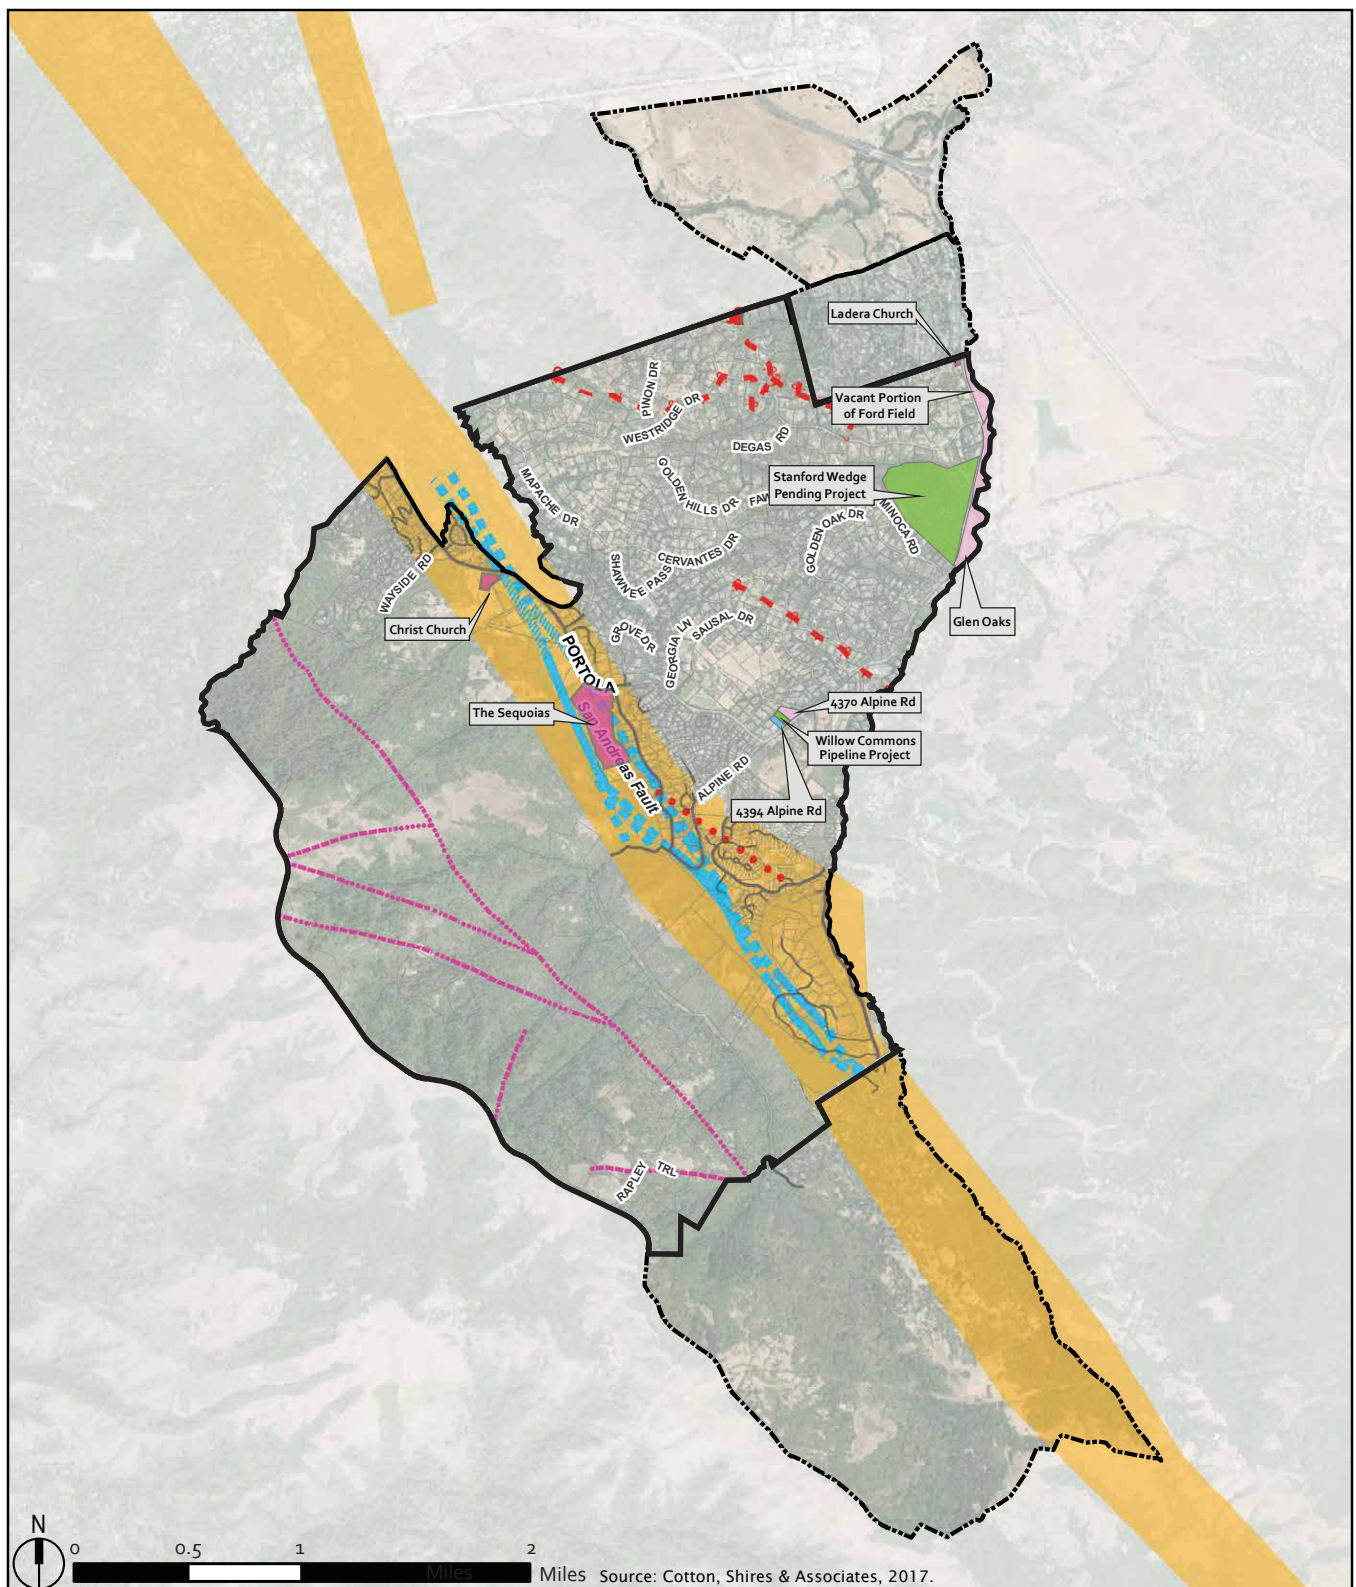 Ladera Church
Vacant Portion
of Ford Field
PINON DR
WESTRIDGE DR
DEGAS RD
Stanford Wedge
Pending Project
MAPACHE DR
GOLDEN HILLS DR
FAW
GOLDEN OAK DR
MINOCA RD
CERVANTES DR
SHAWNEE PASS
WAYSIDE RD
Christ Church
Glen Oaks
GROVE DR
GEORGIA LN
SAUSAL DR
PORTOLA
The Sequoias
San Andreas Fault
4370 Alpine Rd
Willow Commons
Pipeline Project
ALPINE RD
4394 Alpine Rd
RAPLEY TRL
N
0 0.5 1 2
Miles
Miles
Source: Cotton, Shires & Associates, 2017.